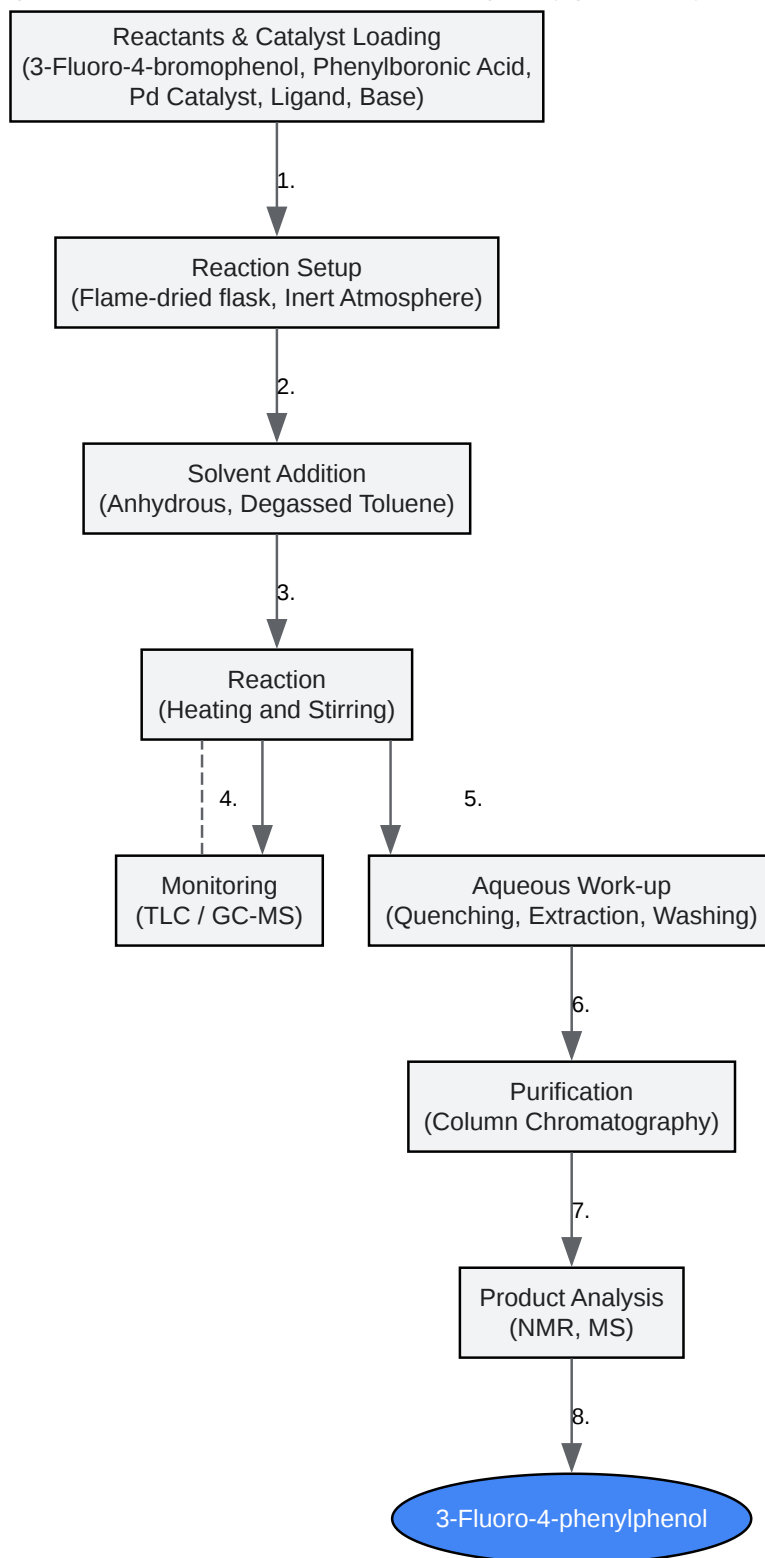 Reactants & Catalyst Loading
(3-Fluoro-4-bromophenol, Phenylboronic Acid,
Pd Catalyst, Ligand, Base)
1.
Reaction Setup
(Flame-dried flask, Inert Atmosphere)
2.
Solvent Addition
(Anhydrous, Degassed Toluene)
3.
Reaction
(Heating and Stirring)
4.
5.
Monitoring
(TLC / GC-MS)
Aqueous Work-up
(Quenching, Extraction, Washing)
6.
Purification
(Column Chromatography)
7.
Product Analysis
(NMR, MS)
8.
3-Fluoro-4-phenylphenol